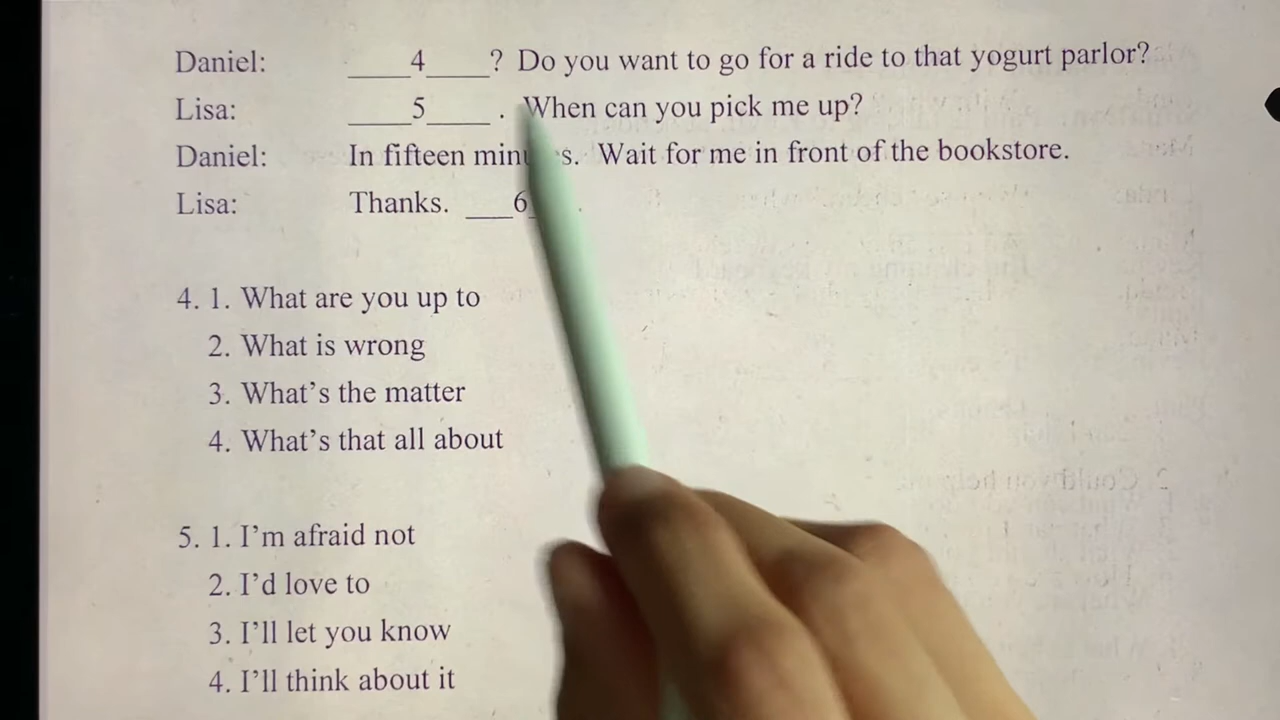 Daniel: ____4____? Do you want to go for a ride to that yogurt parlor?
Lisa: ____5____. When can you pick me up?
Daniel: In fifteen Wait for me in front of the bookstore.
Lisa: Thanks. ___6
4. 1. What are you up to
2. What is wrong
3. What's the matter
4. What's that all about
5. 1. I'm afraid not
2. I'd love to
3. I'll let you know
4. I'll think about it